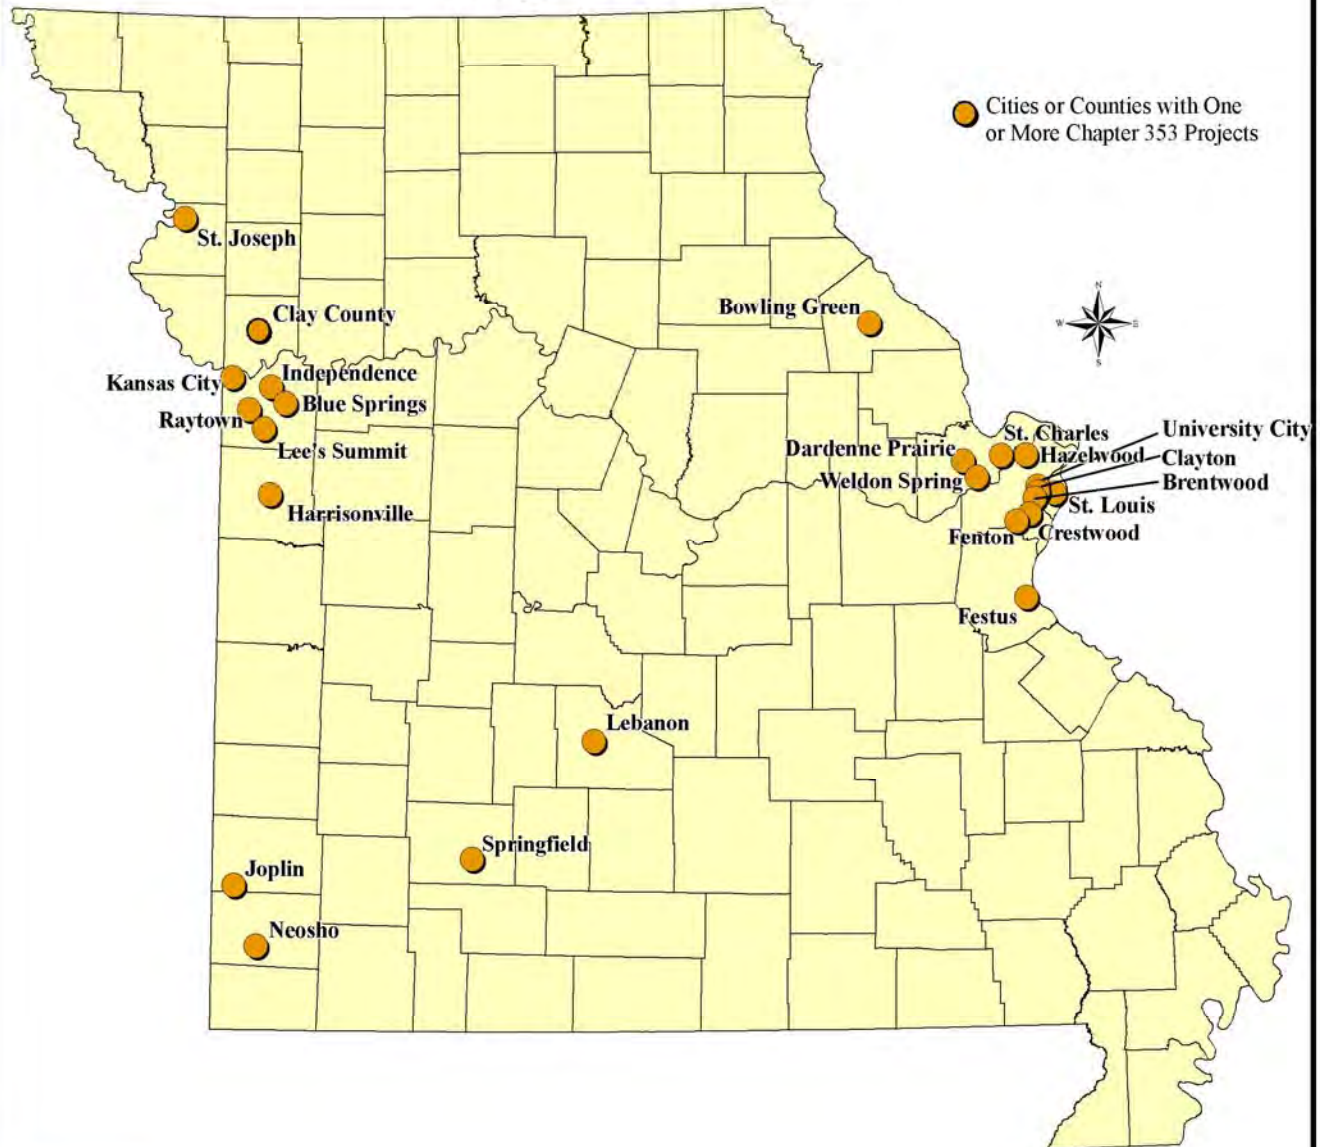 Cities or Counties with One
or More Chapter 353 Projects
St. Joseph
N
W
E
S
Bowling Green
Clay County
Independence
Kansas City
Blue Springs
Raytown
Lee's Summit
University City
St. Charles
Dardenne Prairie
Hazelwood
Clayton
Weldon Spring
Brentwood
St. Louis
Harrisonville
Fenton
Crestwood
Festus
Lebanon
Springfield
Joplin
Neosho